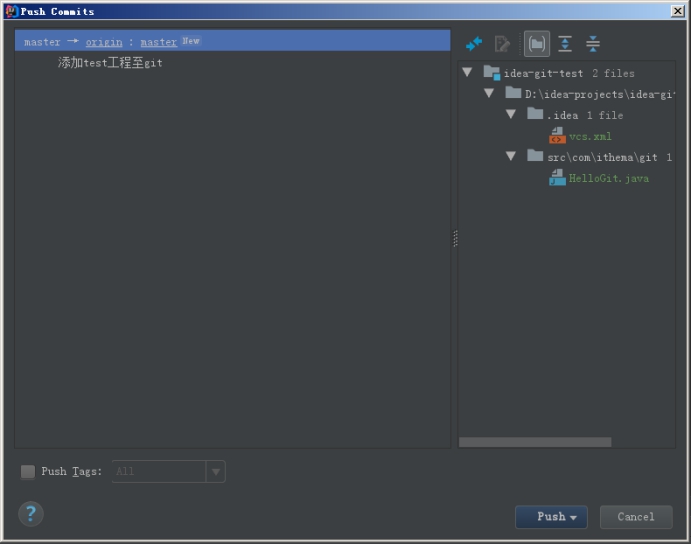 Push Commits
master → origin : master New
添加test工程至git
idea-git-test 2 files
D:\idea-projects\idea-git
.idea 1 file
vcs.xml
src\com\ithema\git 1
HelloGit.java
Push Tags: All
?
Push
Cancel